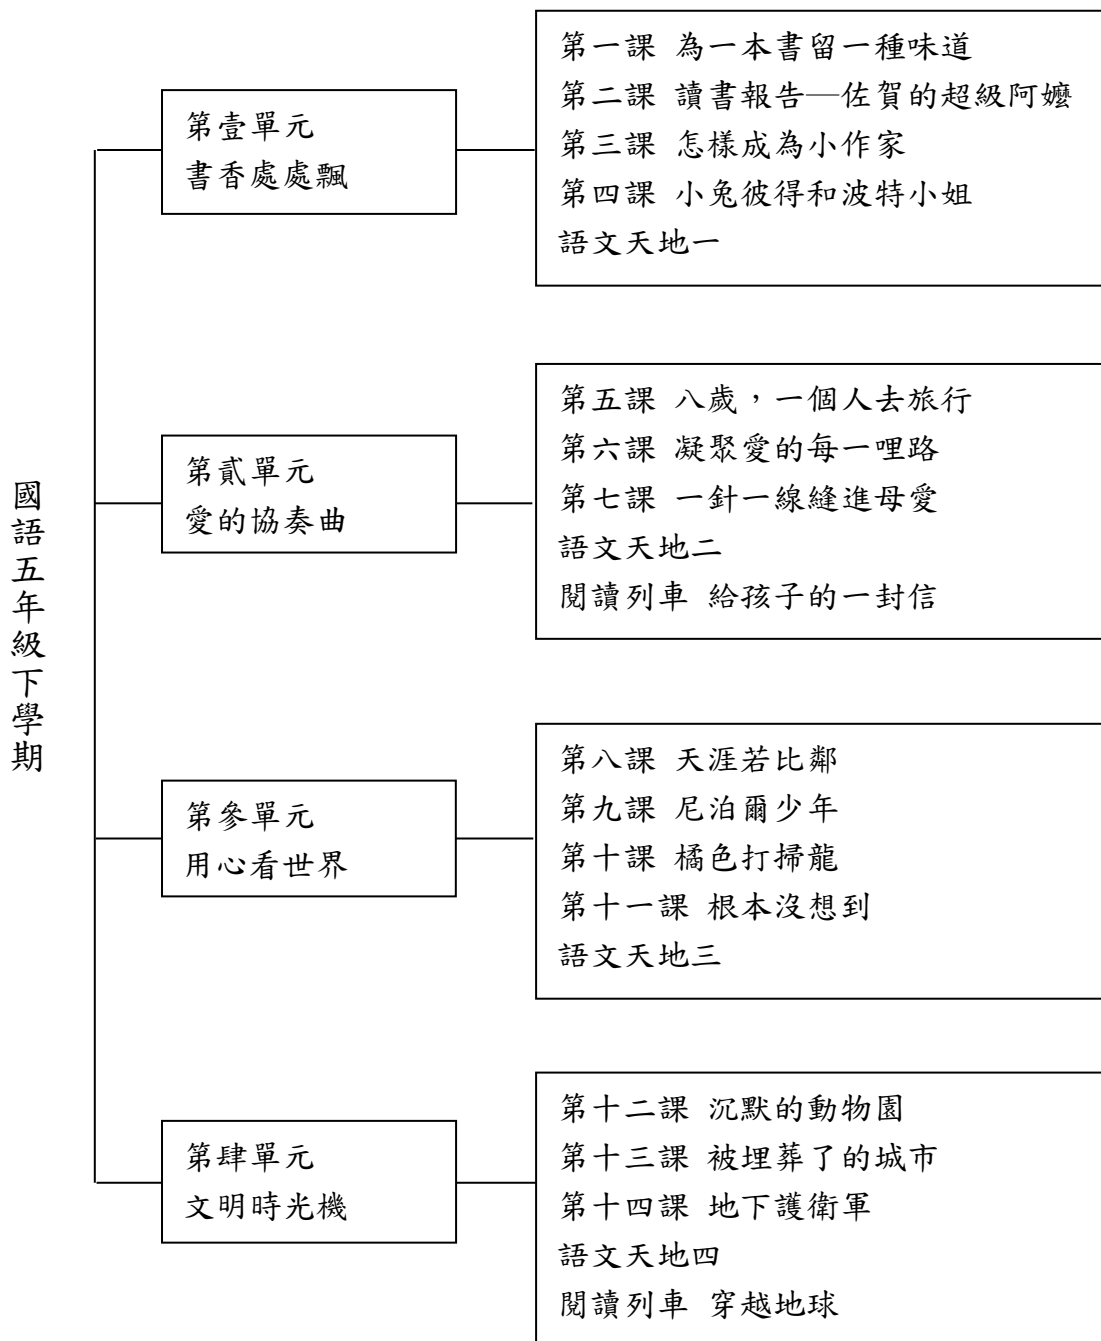 國語五年級下學期
第壹單元
書香處處飄
第一課 為一本書留一種味道
第二課 讀書報告—佐賀的超級阿嬤
第三課 怎樣成為小作家
第四課 小兔彼得和波特小姐
語文天地一
第貳單元
愛的協奏曲
第五課 八歲，一個人去旅行
第六課 凝聚愛的每一哩路
第七課 一針一線縫進母愛
語文天地二
閱讀列車 給孩子的一封信
第參單元
用心看世界
第八課 天涯若比鄰
第九課 尼泊爾少年
第十課 橘色打掃龍
第十一課 根本沒想到
語文天地三
第肆單元
文明時光機
第十二課 沉默的動物園
第十三課 被埋葬了的城市
第十四課 地下護衛軍
語文天地四
閱讀列車 穿越地球